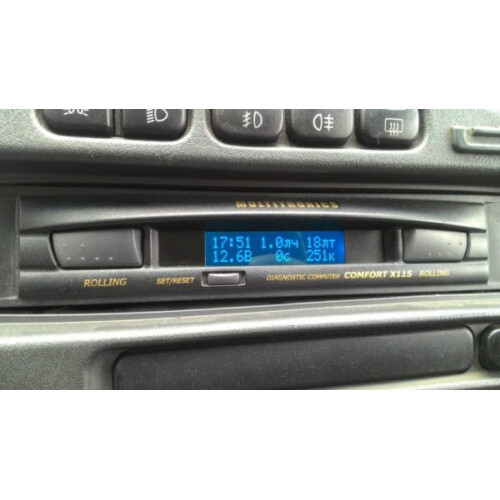 MULTITRONICS
17:51 1.0лч 18лт
12.6В 0с 251к
ROLLING SET/RESET DIAGNOSTIC COMPUTER COMFORT X115 ROLLING